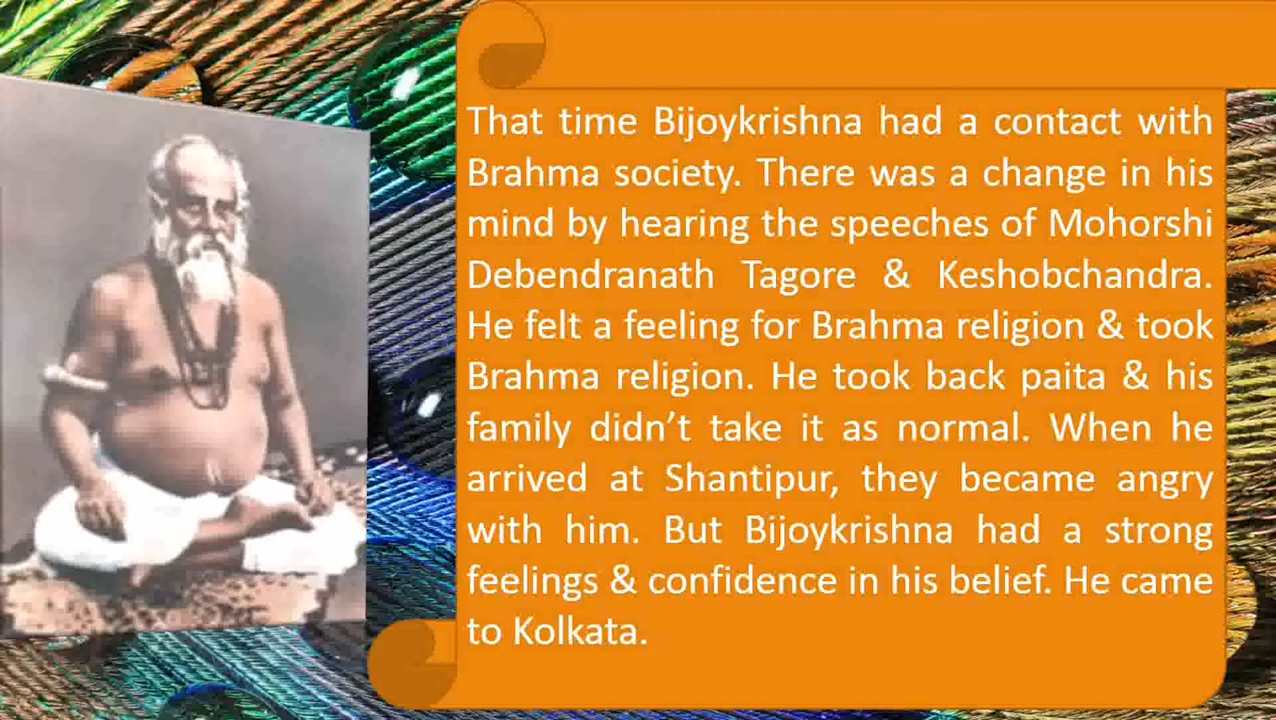 That time Bijoykrishna had a contact with
Brahma society. There was a change in his
mind by hearing the speeches of Mohorshi
Debendranath Tagore & Keshobchandra.
He felt a feeling for Brahma religion & took
Brahma religion. He took back paita & his
family didn’t take it as normal. When he
arrived at Shantipur, they became angry
with him. But Bijoykrishna had a strong
feelings & confidence in his belief. He came
to Kolkata.